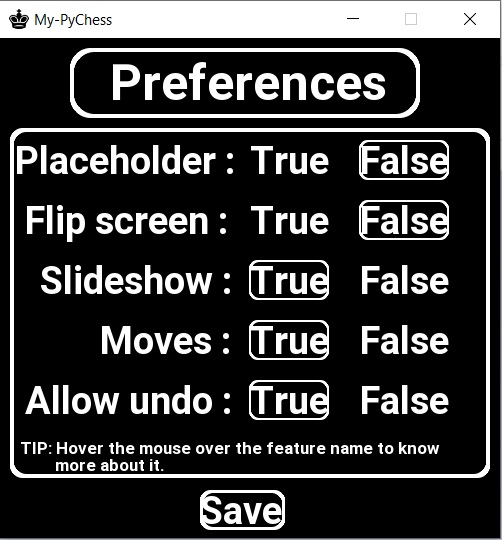 My-PyChess
Preferences
Placeholder : True False
Flip screen : True False
Slideshow : True False
Moves : True False
Allow undo : True False
TIP: Hover the mouse over the feature name to know
more about it.
Save